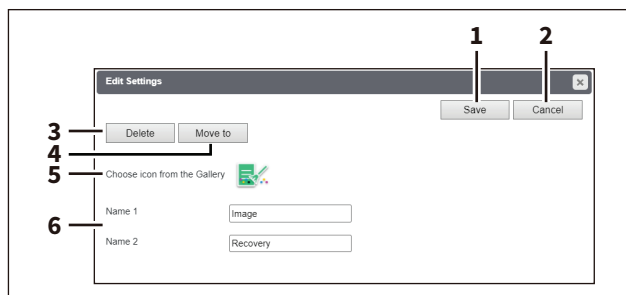 1 2
Edit Settings
Save Cancel
3 Delete Move to
4
5 Choose icon from the Gallery
6 Name 1 Image
Name 2 Recovery